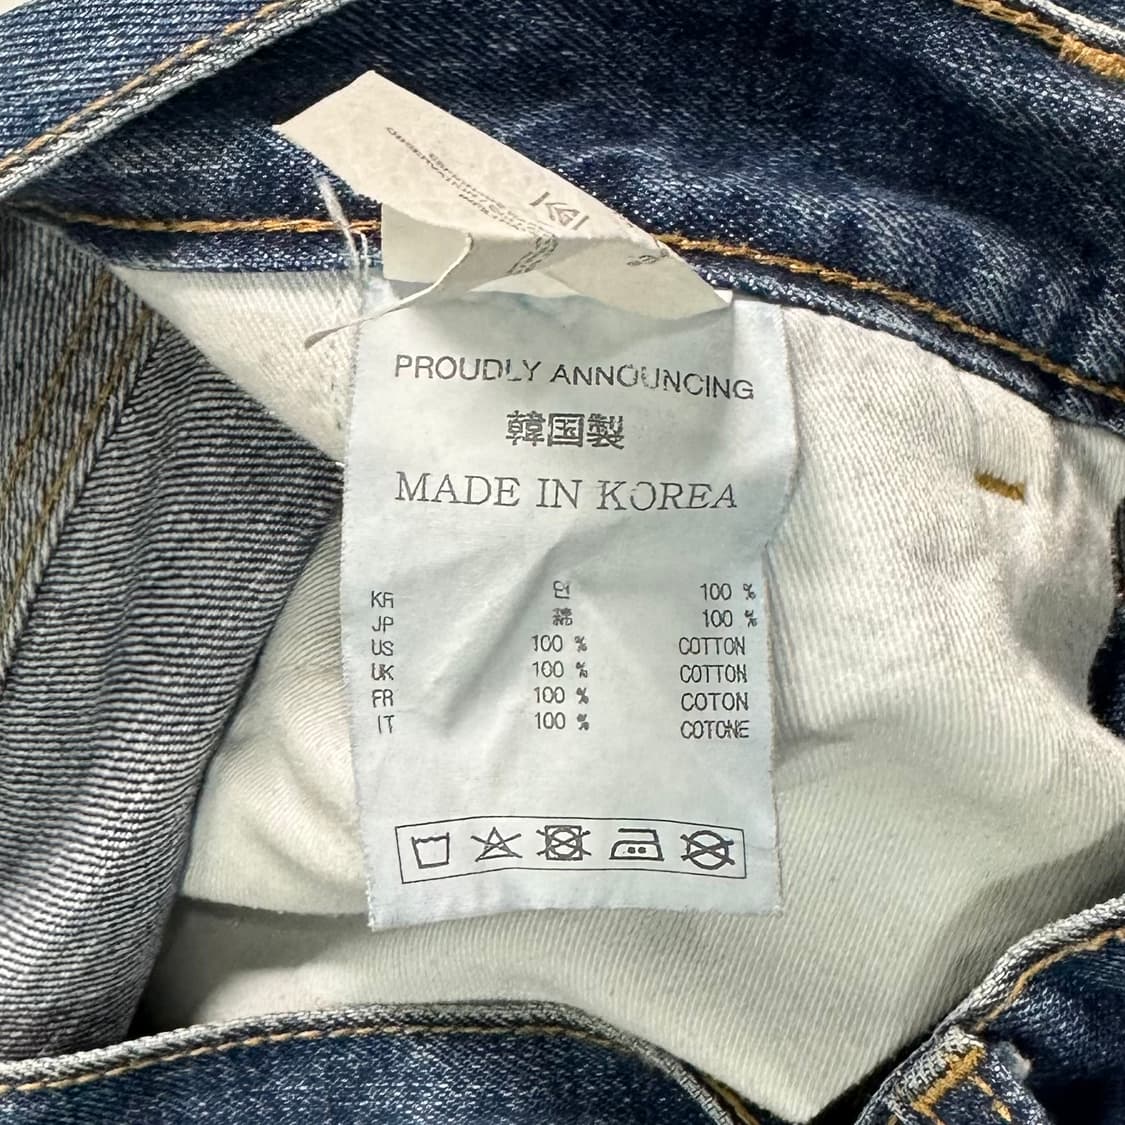 PROUDLY ANNOUNCING
韓国製
MADE IN KOREA
KR 면 100 %
JP 綿 100 %
US 100 % COTTON
UK 100 % COTTON
FR 100 % COTON
IT 100 % COTONE